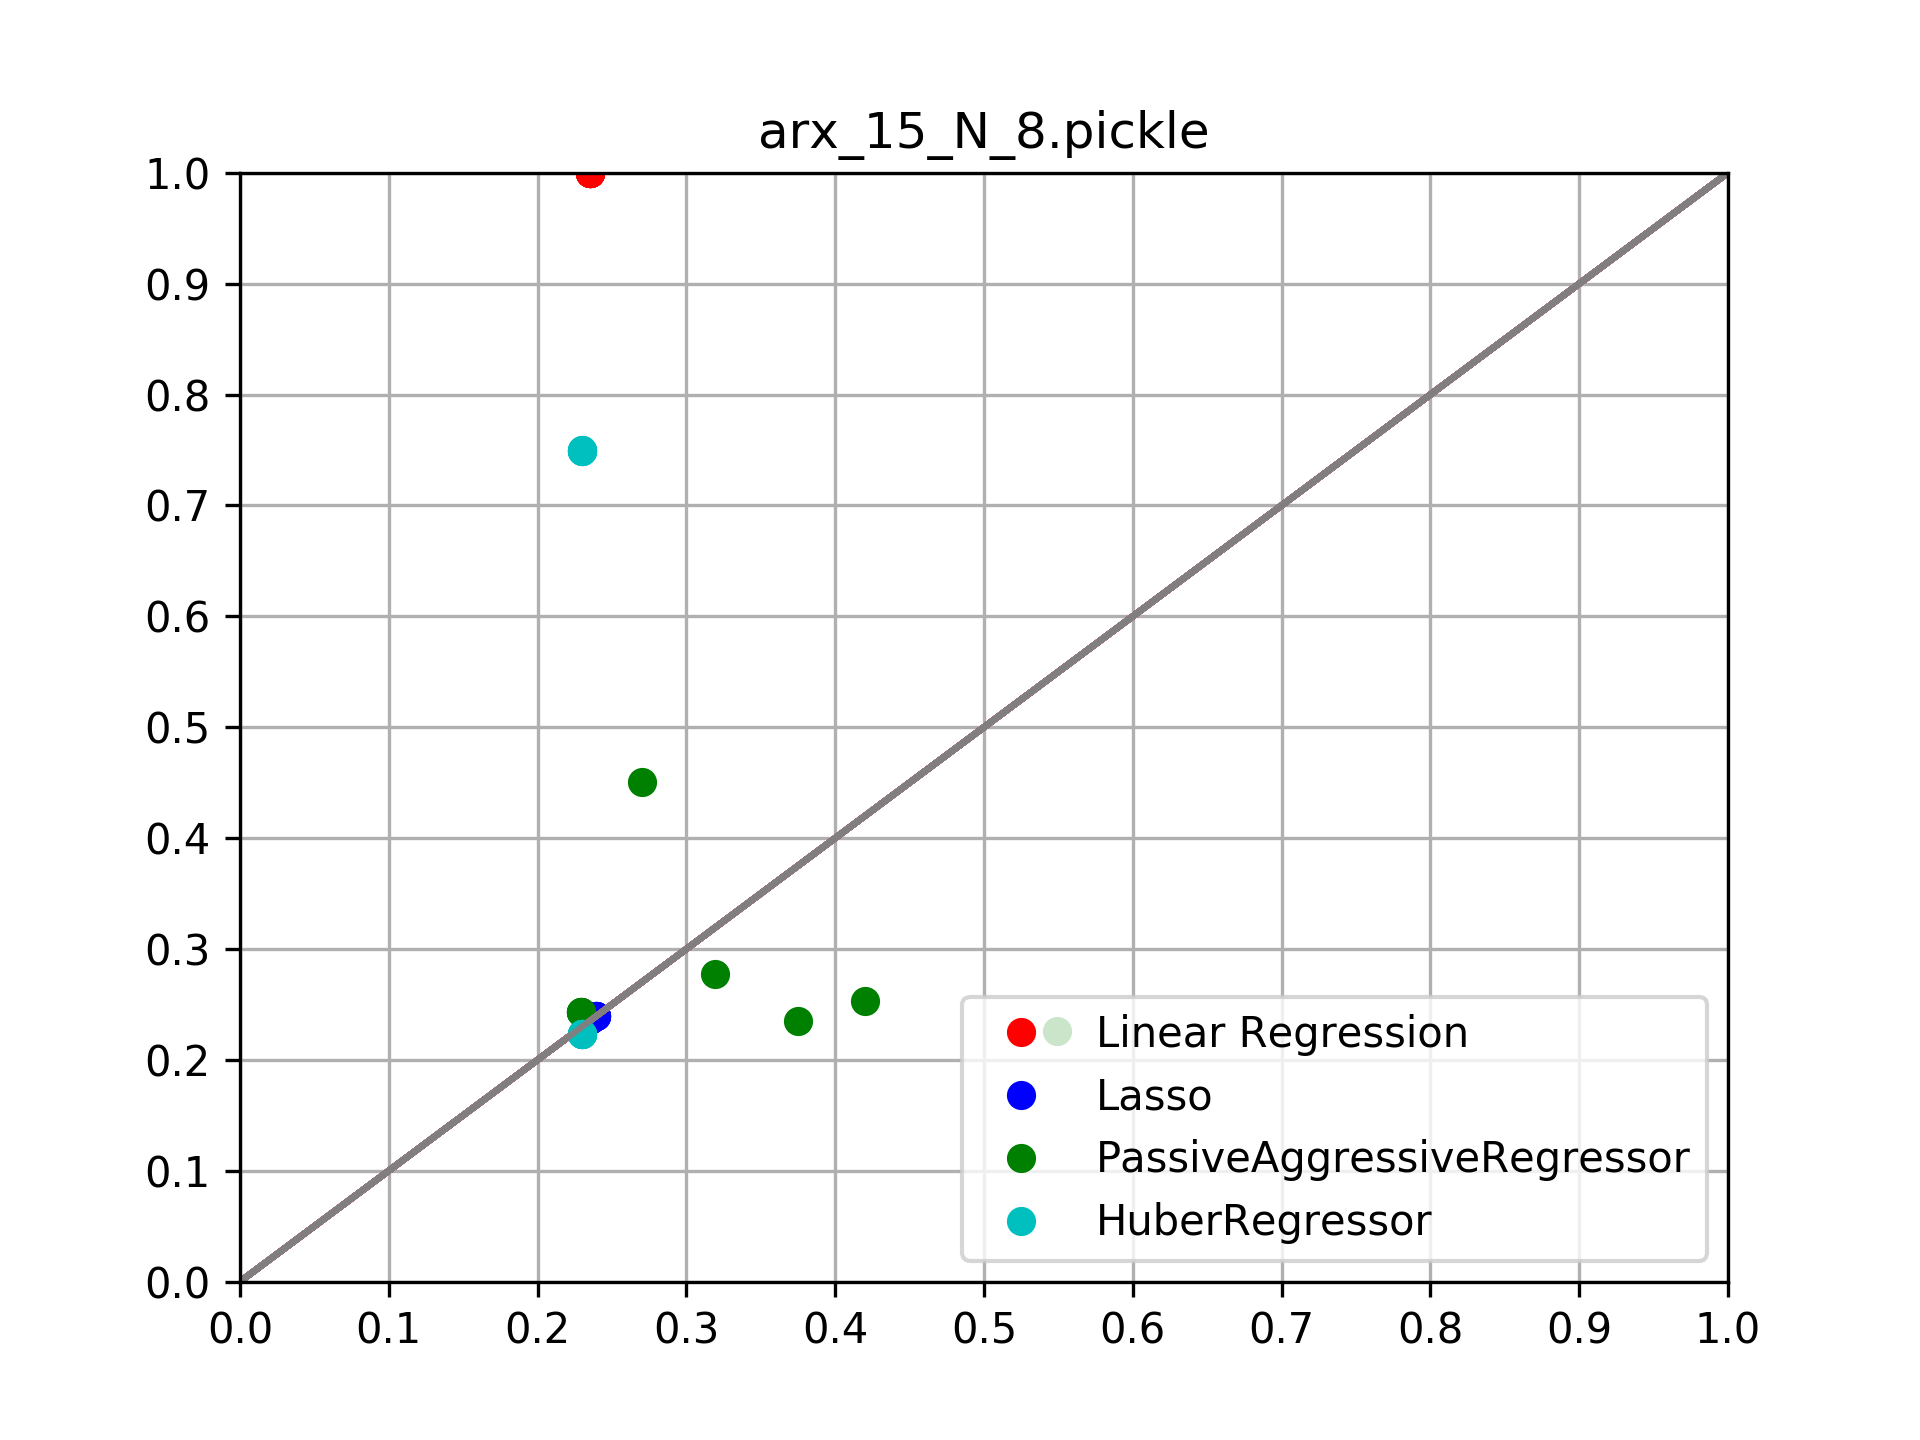 arx_15_N_8.pickle
1.0
0.9
0.8
0.7
0.6
0.5
0.4
0.3
0.2
0.1
0.0
Linear Regression
Lasso
PassiveAggressiveRegressor
HuberRegressor
0.0 0.1 0.2 0.3 0.4 0.5 0.6 0.7 0.8 0.9 1.0